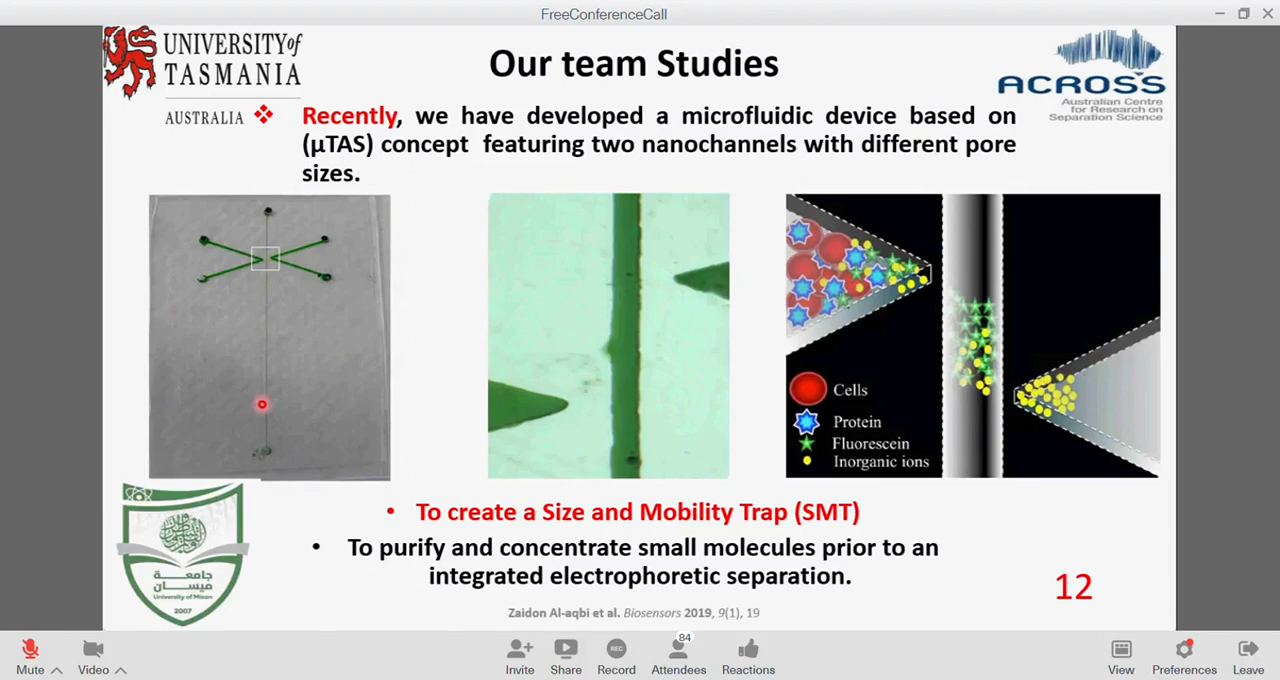 FreeConferenceCall
UNIVERSITY of
TASMANIA
AUSTRALIA
Our team Studies
ACROSS
Australian Centre
for Research on
Separation Science
❖ Recently, we have developed a microfluidic device based on
(µTAS) concept featuring two nanochannels with different pore
sizes.
Cells
Protein
Fluorescein
Inorganic ions
• To create a Size and Mobility Trap (SMT)
• To purify and concentrate small molecules prior to an
integrated electrophoretic separation.
جامعة
ميسان
University of Misan
2007
12
Zaidon Al-aqbi et al. Biosensors 2019, 9(1), 19
Mute
Video
Invite
Share
REC
Record
84
Attendees
Reactions
View
Preferences
Leave